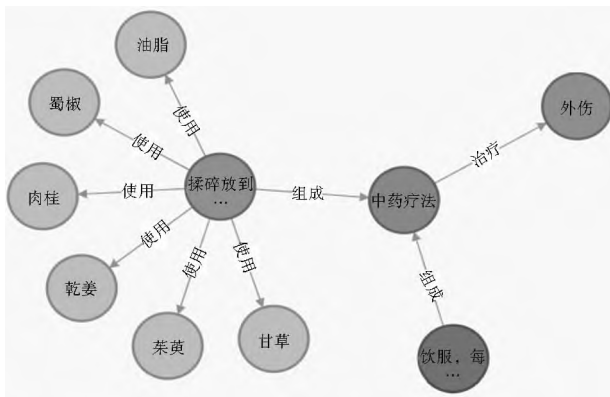 油脂
蜀椒
使用
外伤
使用
治疗
肉桂
使用
揉碎放到
...
组成
中药疗法
使用
使用
使用
乾姜
组成
茱萸
甘草
饮服，每
...